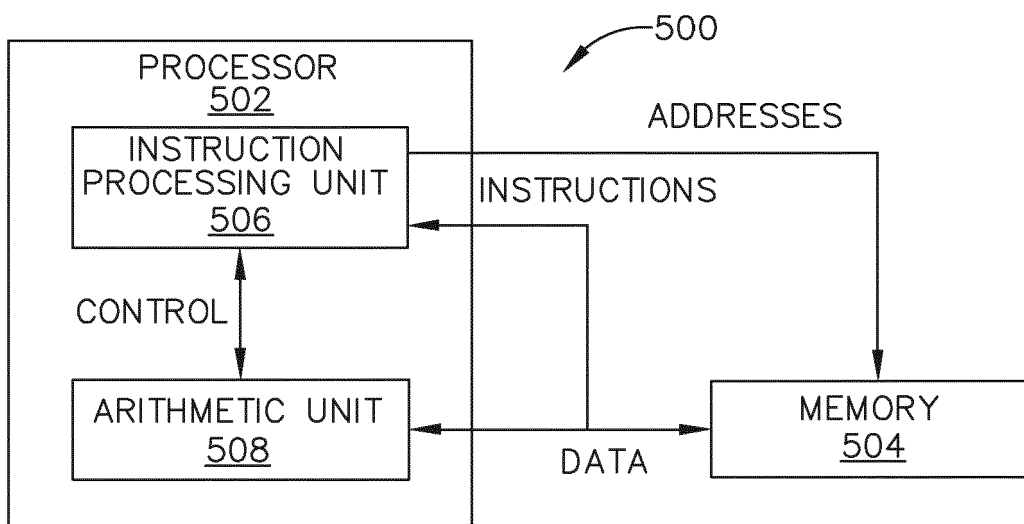 500
PROCESSOR
502
ADDRESSES
INSTRUCTION
PROCESSING UNIT
506
INSTRUCTIONS
CONTROL
ARITHMETIC UNIT
508
DATA
MEMORY
504